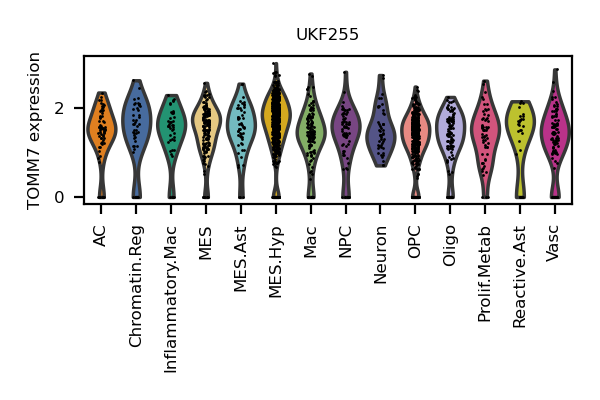 UKF255
TOMM7 expression
2
0
AC
Chromatin.Reg
Inflammatory.Mac
MES
MES.Ast
MES.Hyp
Mac
NPC
Neuron
OPC
Oligo
Prolif.Metab
Reactive.Ast
Vasc